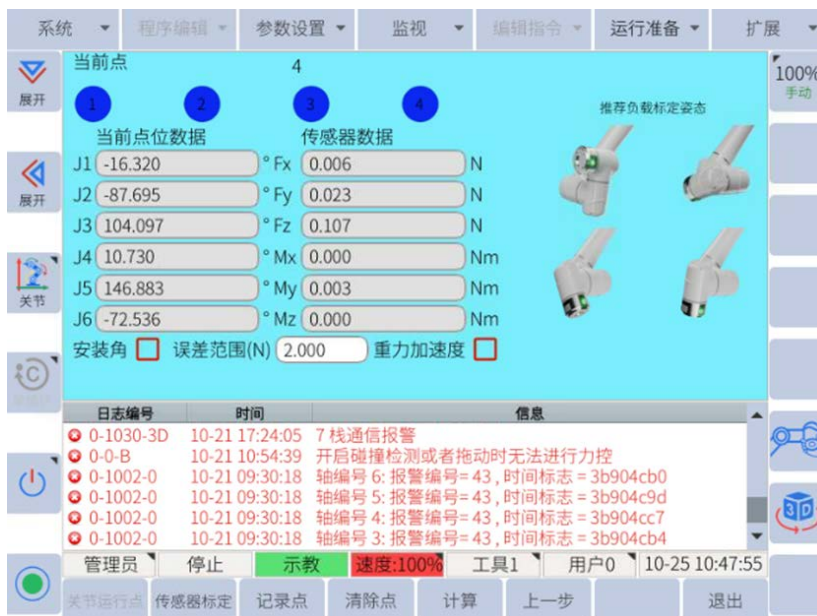 系统 程序编辑 参数设置 监视 编辑指令 运行准备 扩展
展开
展开
关节
100%
手动
3D
当前点 4
1 2 3 4
推荐负载标定姿态
当前点位数据 传感器数据
J1 -16.320 ° Fx 0.006 N
J2 -87.695 ° Fy 0.023 N
J3 104.097 ° Fz 0.107 N
J4 10.730 ° Mx 0.000 Nm
J5 146.883 ° My 0.003 Nm
J6 -72.536 ° Mz 0.000 Nm
安装角 误差范围(N) 2.000 重力加速度
日志编号 时间 信息
0-1030-3D 10-21 17:24:05 7 栈通信报警
0-0-B 10-21 10:54:39 开启碰撞检测或者拖动时无法进行力控
0-1002-0 10-21 09:30:18 轴编号 6: 报警编号= 43 , 时间标志 = 3b904cb0
0-1002-0 10-21 09:30:18 轴编号 5: 报警编号= 43 , 时间标志 = 3b904c9d
0-1002-0 10-21 09:30:18 轴编号 4: 报警编号= 43 , 时间标志 = 3b904cc7
0-1002-0 10-21 09:30:18 轴编号 3: 报警编号= 43 , 时间标志 = 3b904cb4
管理员 停止 示教 速度:100% 工具1 用户0 10-25 10:47:55
关节运行点 传感器标定 记录点 清除点 计算 上一步 退出